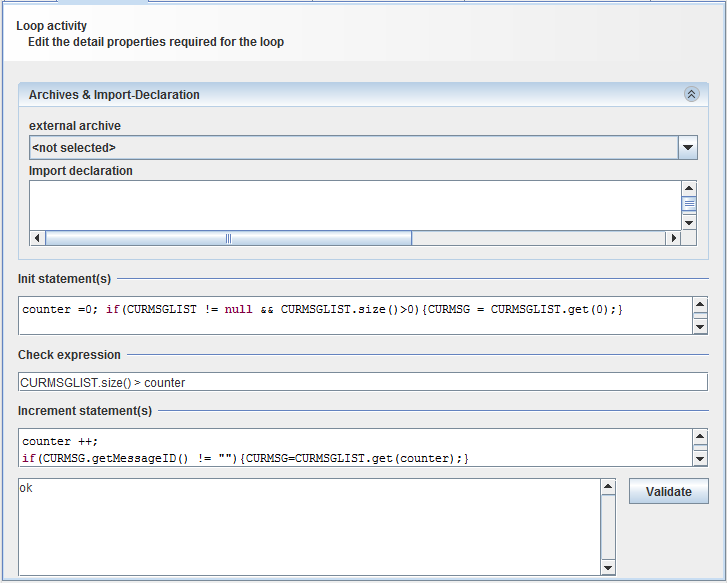 Loop activity
Edit the detail properties required for the loop
Archives & Import-Declaration
external archive
<not selected>
Import declaration
Init statement(s)
counter =0; if(CURMSGLIST != null && CURMSGLIST.size()>0){CURMSG = CURMSGLIST.get(0);}
Check expression
CURMSGLIST.size() > counter
Increment statement(s)
counter ++;
if(CURMSG.getMessageID() != ""){CURMSG=CURMSGLIST.get(counter);}
ok
Validate